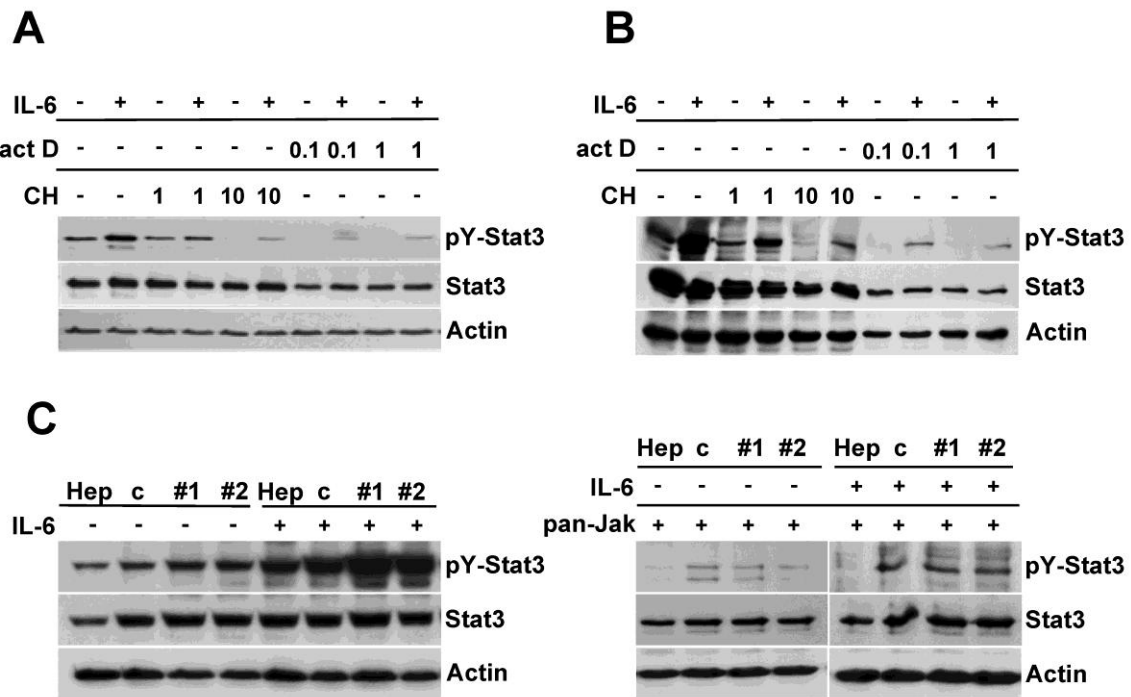 A
IL-6 - + - + - + - + - +
act D - - - - - - 0.1 0.1 1 1
CH - - 1 1 10 10 - - - -
pY-Stat3
Stat3
Actin
B
IL-6 - + - + - + - + - +
act D - - - - - - 0.1 0.1 1 1
CH - - 1 1 10 10 - - - -
pY-Stat3
Stat3
Actin
C
Hep c #1 #2 Hep c #1 #2
IL-6 - - - - + + + +
pY-Stat3
Stat3
Actin
Hep c #1 #2 Hep c #1 #2
IL-6 - - - - + + + +
pan-Jak + + + + + + + +
pY-Stat3
Stat3
Actin